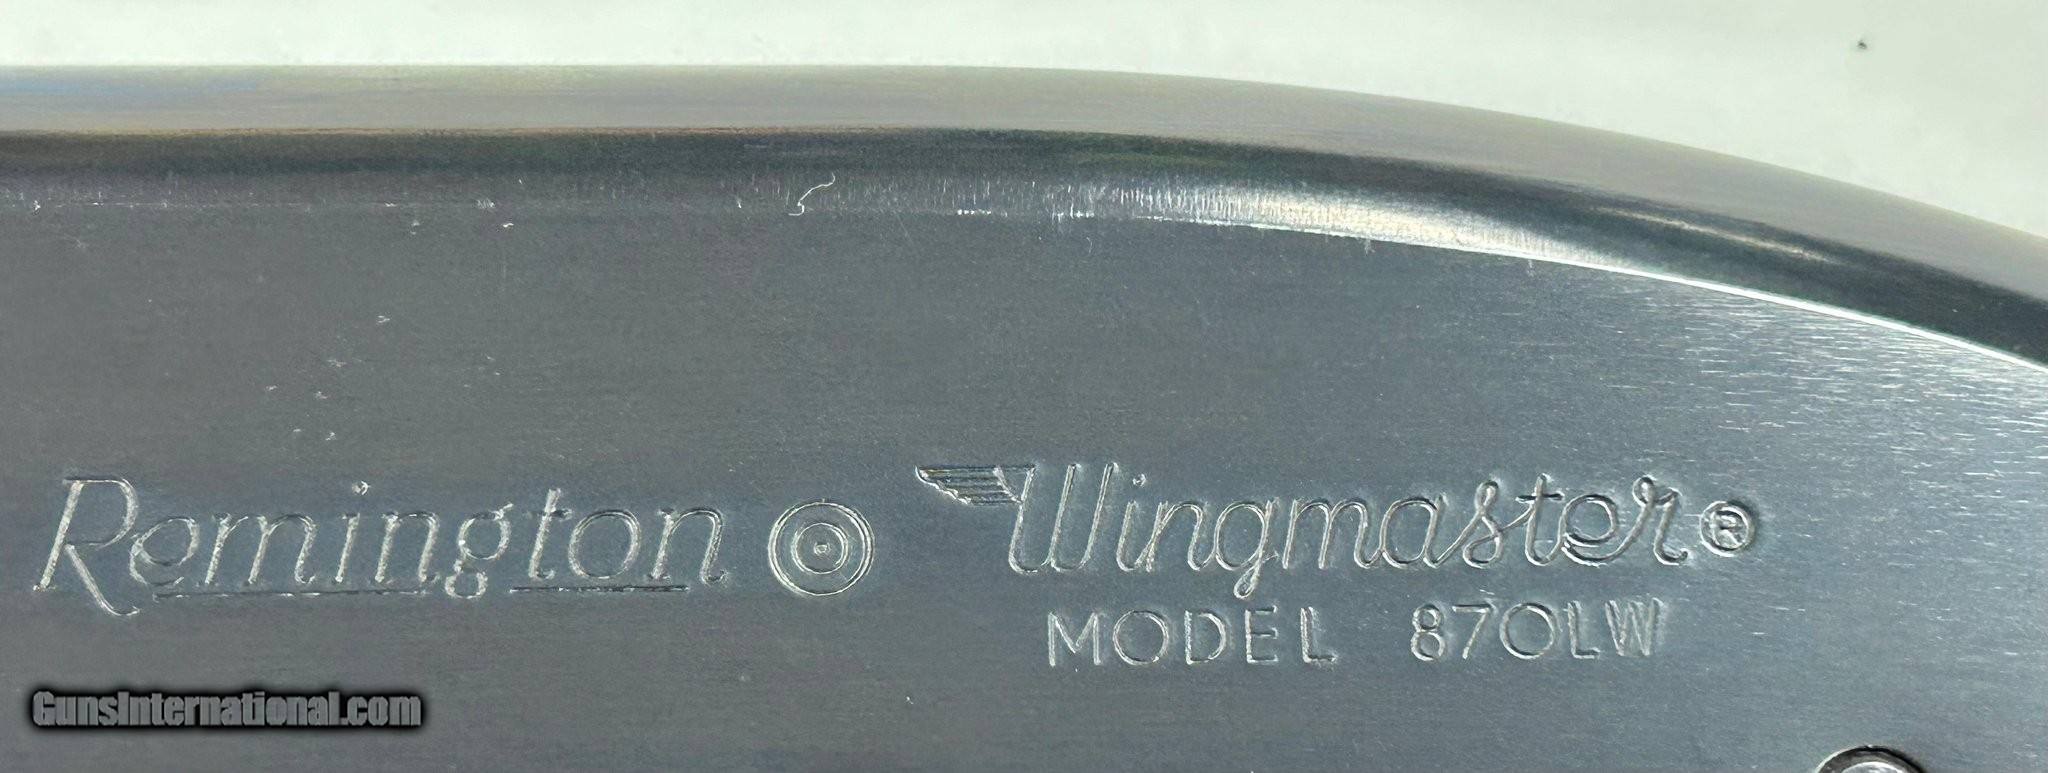 Remington Wingmaster®
MODEL 870LW
GunsInternational.com